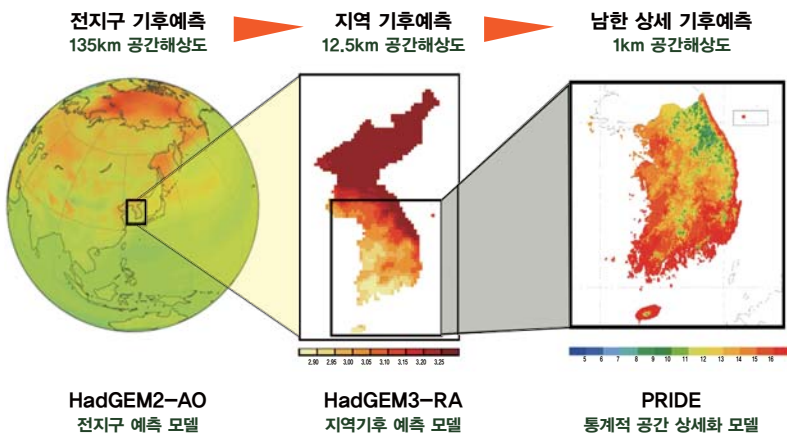 전지구 기후예측
135km 공간해상도
지역 기후예측
12.5km 공간해상도
남한 상세 기후예측
1km 공간해상도
2.90 2.95 3.00 3.05 3.10 3.15 3.20 3.25
5 6 7 8 9 10 11 12 13 14 15 16
HadGEM2-AO
전지구 예측 모델
HadGEM3-RA
지역기후 예측 모델
PRIDE
통계적 공간 상세화 모델